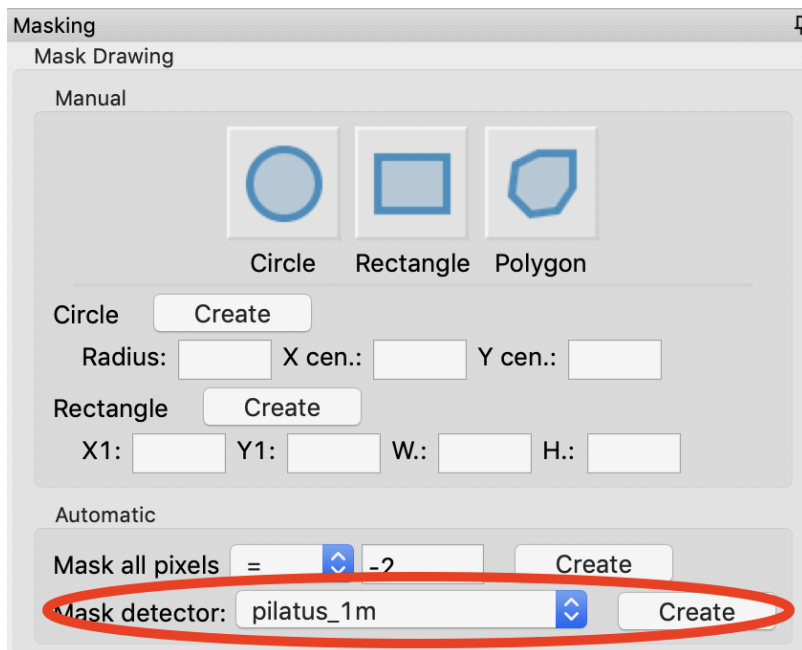 Masking
Mask Drawing
Manual
Circle Rectangle Polygon
Circle Create
Radius: X cen.: Y cen.:
Rectangle Create
X1: Y1: W.: H.:
Automatic
Mask all pixels = -2 Create
Mask detector: pilatus_1m Create